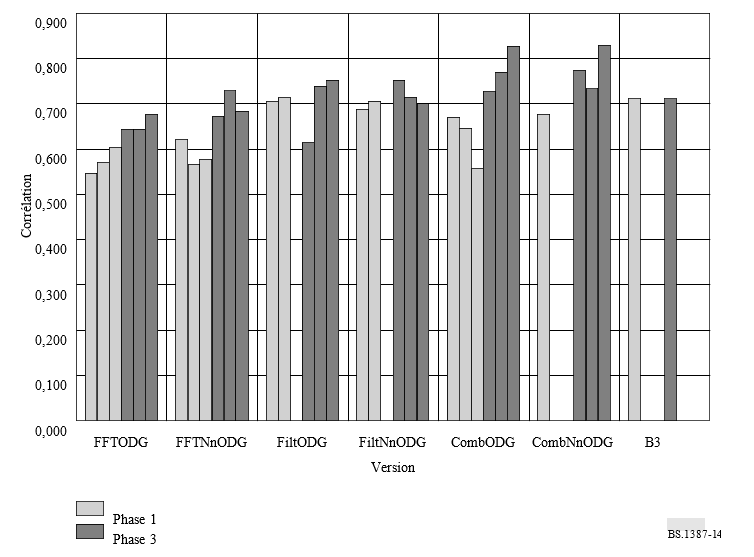 0,900
0,800
0,700
0,600
0,500
0,400
0,300
0,200
0,100
0,000
Corrélation
FFTODG FFTNnODG FiltODG FiltNnODG CombODG CombNnODG B3
Version
Phase 1
Phase 3
BS.1387-14